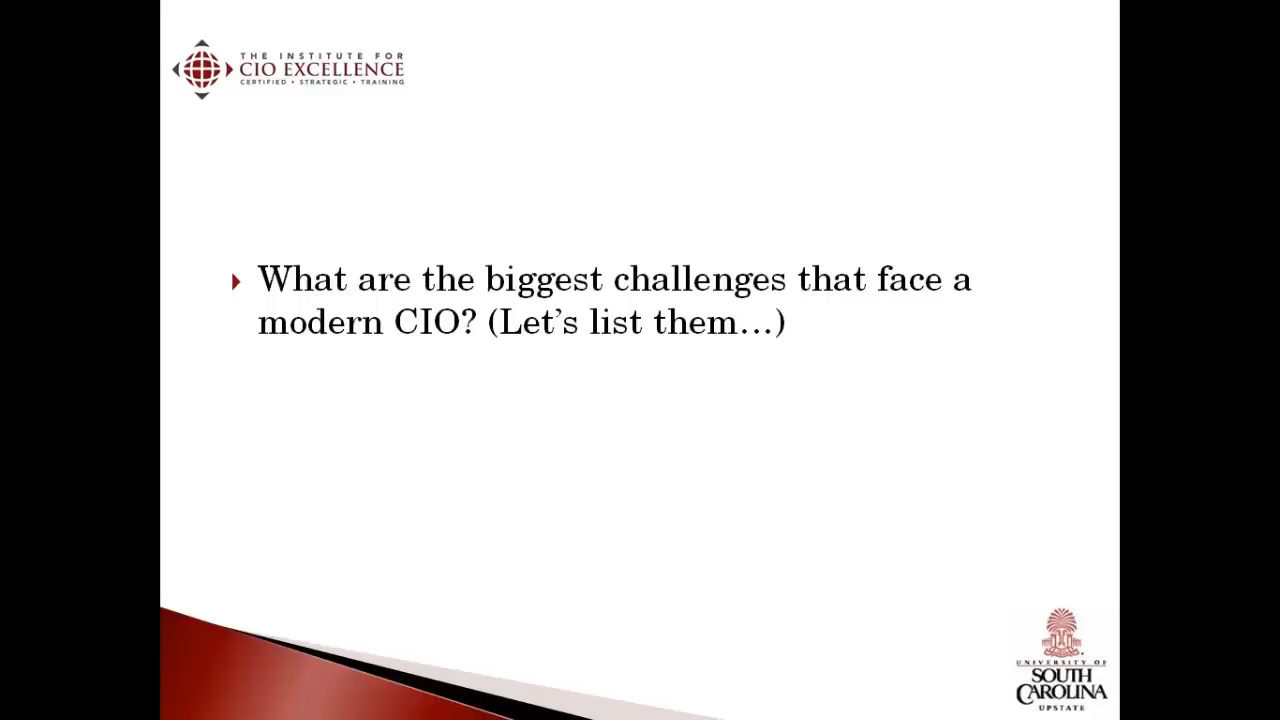 THE INSTITUTE FOR
CIO EXCELLENCE
CERTIFIED • STRATEGIC • TRAINING
What are the biggest challenges that face a
modern CIO? (Let’s list them…)
UNIVERSITY OF
SOUTH
CAROLINA
UPSTATE